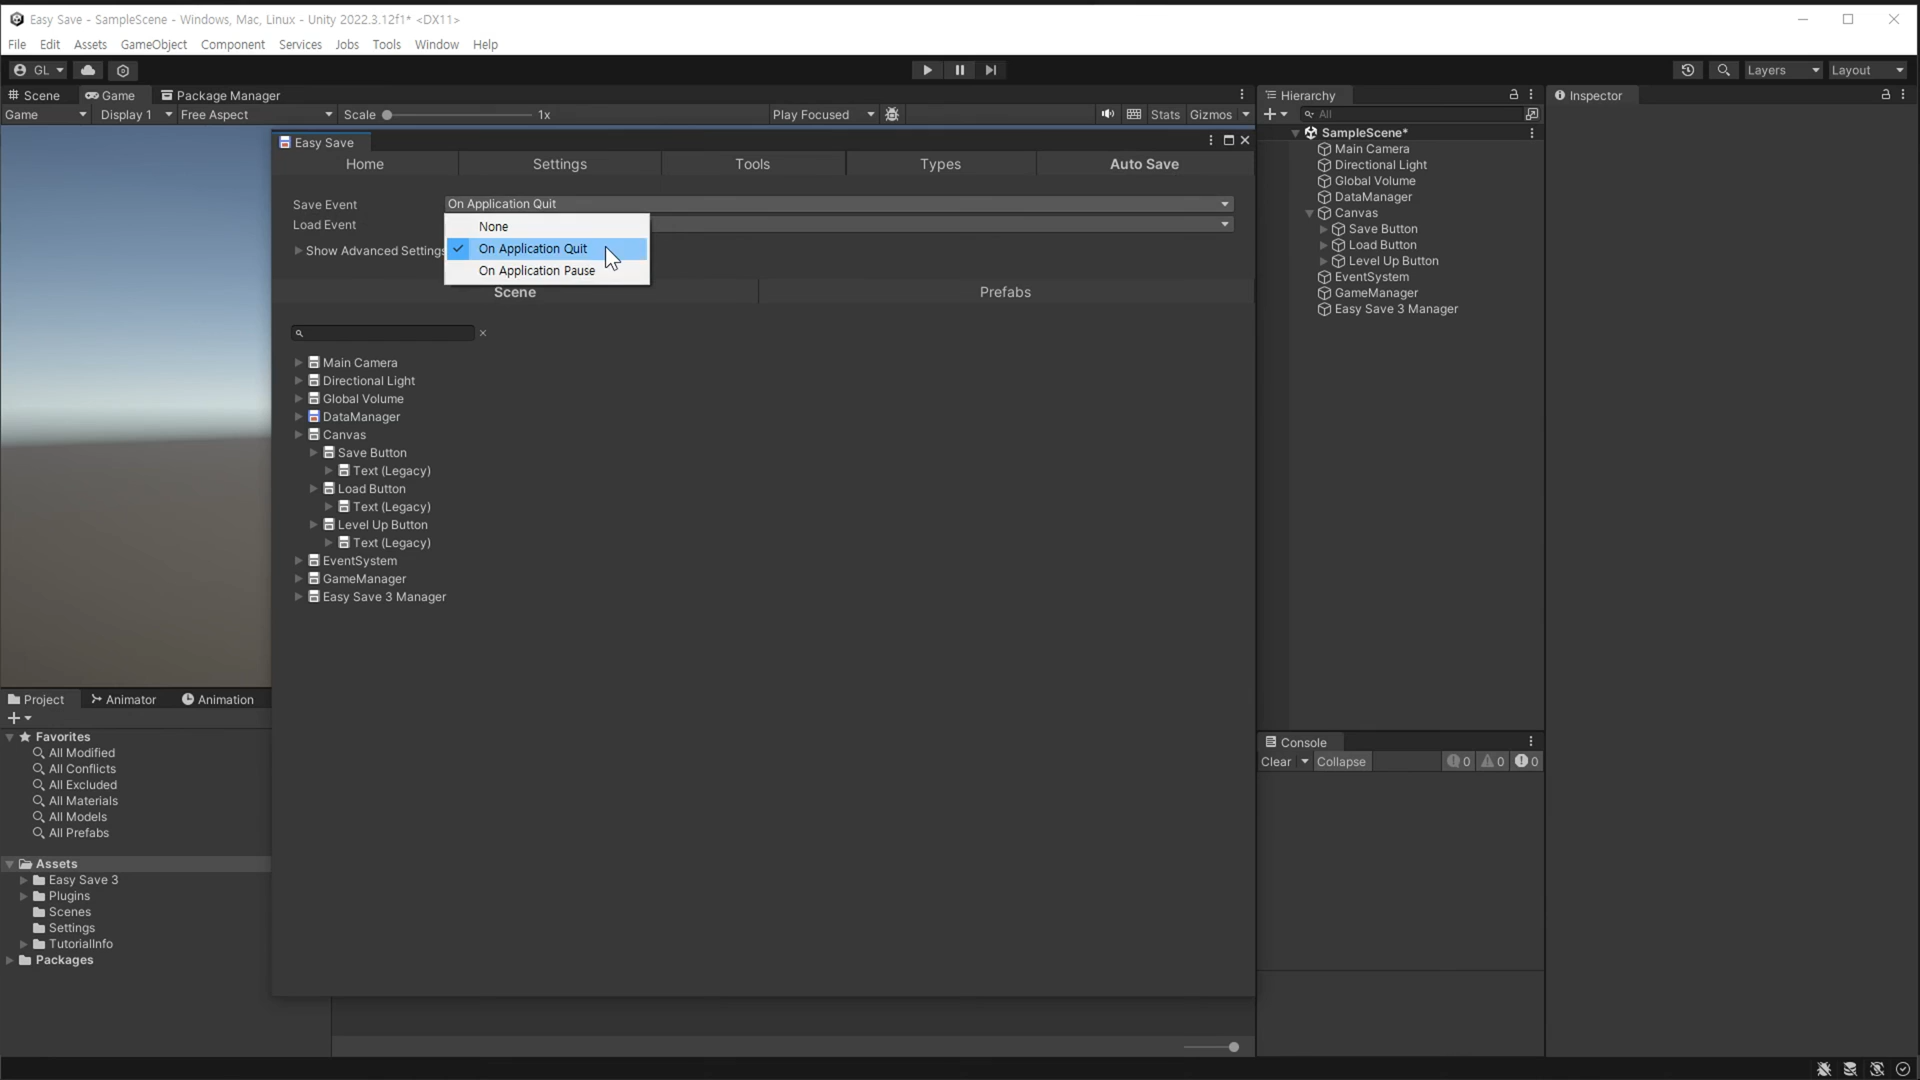 Easy Save - SampleScene - Windows, Mac, Linux - Unity 2022.3.12f1* <DX11>
File Edit Assets GameObject Component Services Jobs Tools Window Help
GL Layers Layout
Scene Game Package Manager
Game Display 1 Free Aspect Scale 1x Play Focused Stats Gizmos
Easy Save
Home Settings Tools Types Auto Save
Save Event On Application Quit
Load Event
None
On Application Quit
On Application Pause
Show Advanced Settings
Scene Prefabs
Main Camera
Directional Light
Global Volume
DataManager
Canvas
Save Button
Text (Legacy)
Load Button
Text (Legacy)
Level Up Button
Text (Legacy)
EventSystem
GameManager
Easy Save 3 Manager
Hierarchy
All
SampleScene*
Main Camera
Directional Light
Global Volume
DataManager
Canvas
Save Button
Load Button
Level Up Button
EventSystem
GameManager
Easy Save 3 Manager
Inspector
Project Animator Animation
Favorites
All Modified
All Conflicts
All Excluded
All Materials
All Models
All Prefabs
Assets
Easy Save 3
Plugins
Scenes
Settings
TutorialInfo
Packages
Console
Clear Collapse 0 0 0